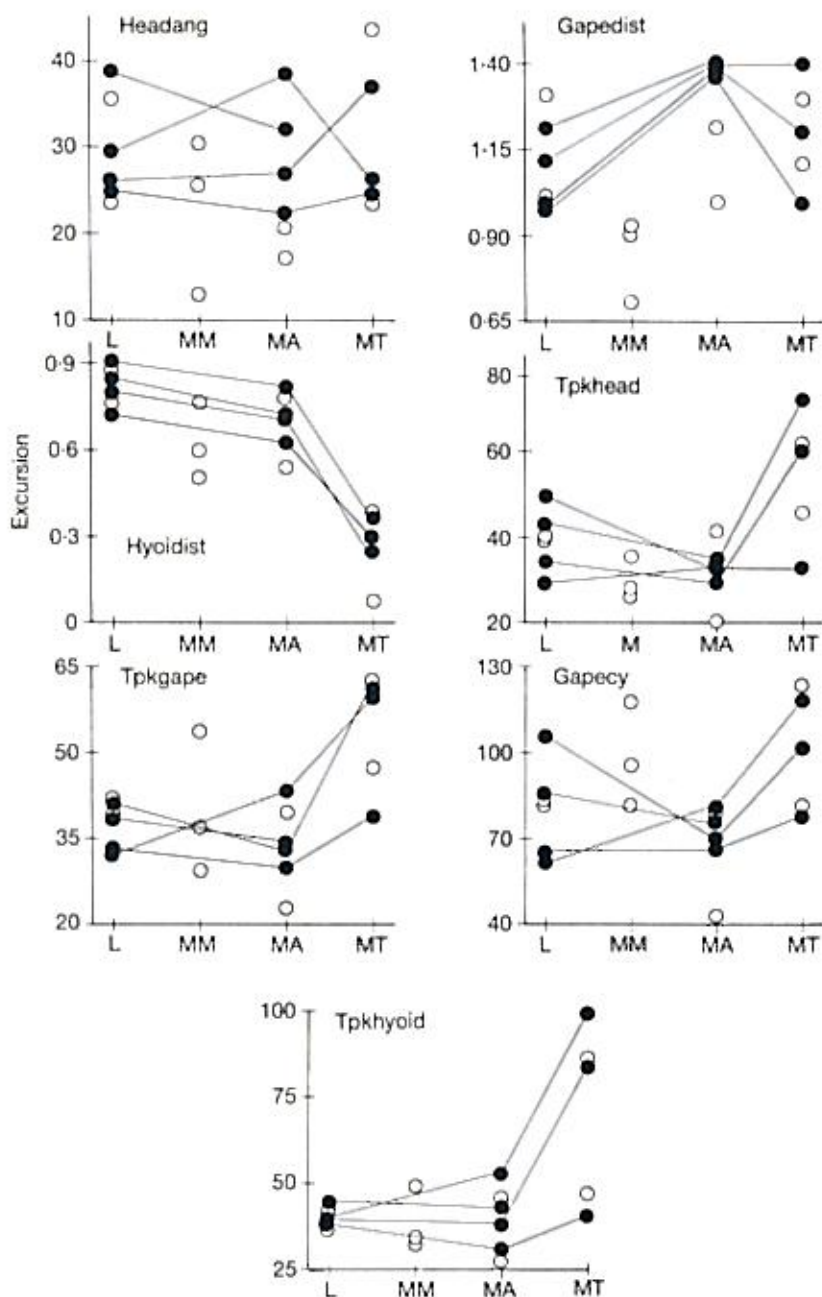 Headang
40
30
20
10
L MM MA MT
Gapedist
1·40
1·15
0·90
0·65
L MM MA MT
Excursion
0·9
0·6
0·3
0
Hyoidist
L MM MA MT
Tpkhead
80
60
40
20
L M MA MT
Tpkgape
65
50
35
20
L MM MA MT
Gapecy
130
100
70
40
L MM MA MT
Tpkhyoid
100
75
50
25
L MM MA MT